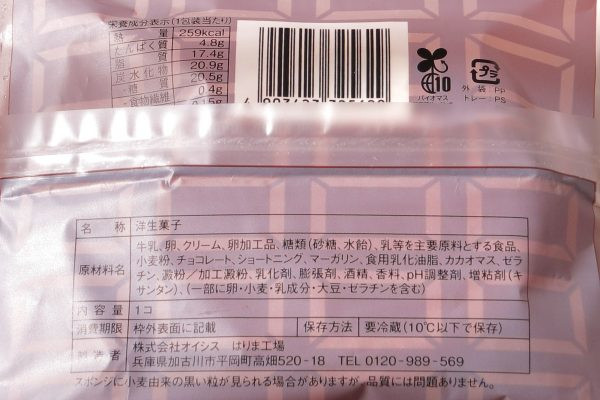 栄養成分表示(1包装当たり)
熱 量 259kcal
たんぱく質 4.8g
脂 質 17.4g
炭水化物 20.9g
-糖 質 20.5g
-食物繊維 0.4g
バイオマス
10
プラ
外 袋: PP
トレー: PS
名 称 洋生菓子
原材料名 牛乳、卵、クリーム、卵加工品、糖類(砂糖、水飴)、乳等を主要原料とする食品、
小麦粉、チョコレート、ショートニング、マーガリン、食用乳化油脂、カカオマス、ゼラ
チン、澱粉/加工澱粉、乳化剤、膨張剤、酒精、香料、pH調整剤、増粘剤(キ
サンタン)、(一部に卵・小麦・乳成分・大豆・ゼラチンを含む)
内 容 量 1コ
消費期限 枠外表面に記載 保存方法 要冷蔵(10℃以下で保存)
製造者 株式会社オイシス はりま工場
兵庫県加古川市平岡町高畑520-18 TEL 0120-989-569
スポンジに小麦由来の黒い粒が見られる場合がありますが、品質には問題ありません。